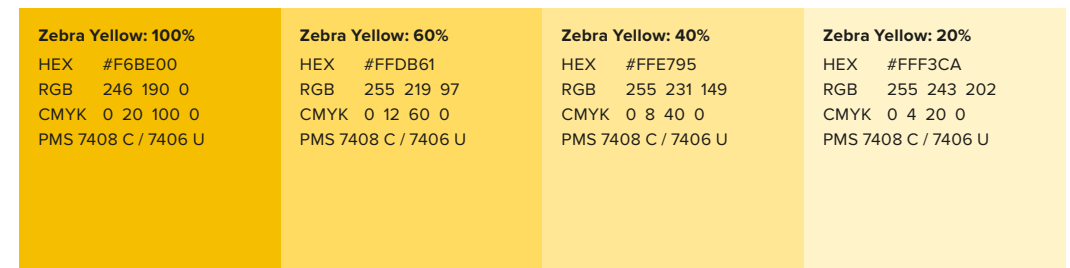 Zebra Yellow: 100%
HEX #F6BE00
RGB 246 190 0
CMYK 0 20 100 0
PMS 7408 C / 7406 U
Zebra Yellow: 60%
HEX #FFDB61
RGB 255 219 97
CMYK 0 12 60 0
PMS 7408 C / 7406 U
Zebra Yellow: 40%
HEX #FFE795
RGB 255 231 149
CMYK 0 8 40 0
PMS 7408 C / 7406 U
Zebra Yellow: 20%
HEX #FFF3CA
RGB 255 243 202
CMYK 0 4 20 0
PMS 7408 C / 7406 U